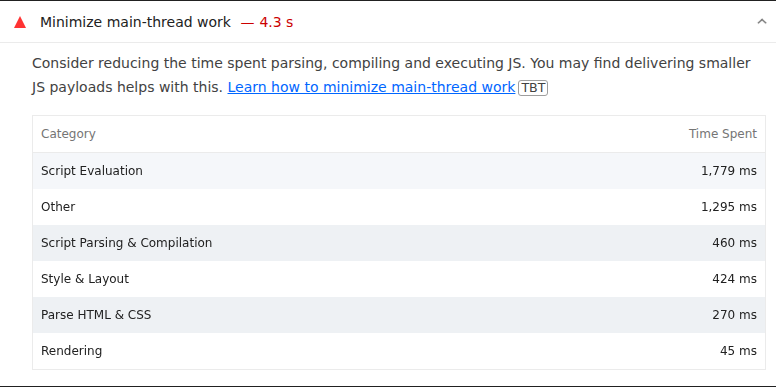 Minimize main-thread work — 4.3 s
Consider reducing the time spent parsing, compiling and executing JS. You may find delivering smaller
JS payloads helps with this. Learn how to minimize main-thread work TBT
Category Time Spent
Script Evaluation 1,779 ms
Other 1,295 ms
Script Parsing & Compilation 460 ms
Style & Layout 424 ms
Parse HTML & CSS 270 ms
Rendering 45 ms